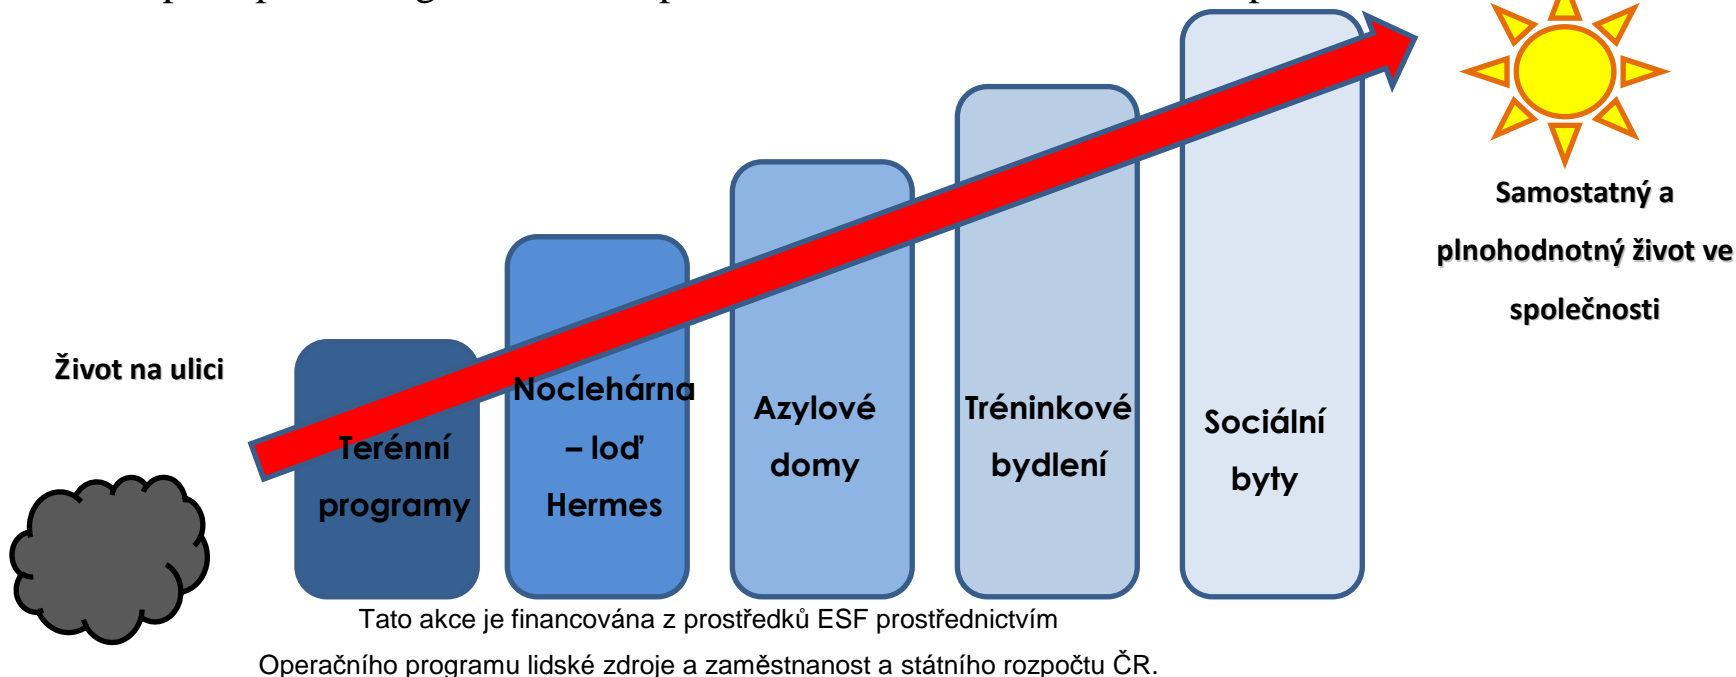 Život na ulici
Terénní
programy
Noclehárna
– loď
Hermes
Azylové
domy
Tréninkové
bydlení
Sociální
byty
Samostatný a
plnohodnotný život ve
společnosti
Tato akce je financována z prostředků ESF prostřednictvím
Operačního programu lidské zdroje a zaměstnanost a státního rozpočtu ČR.